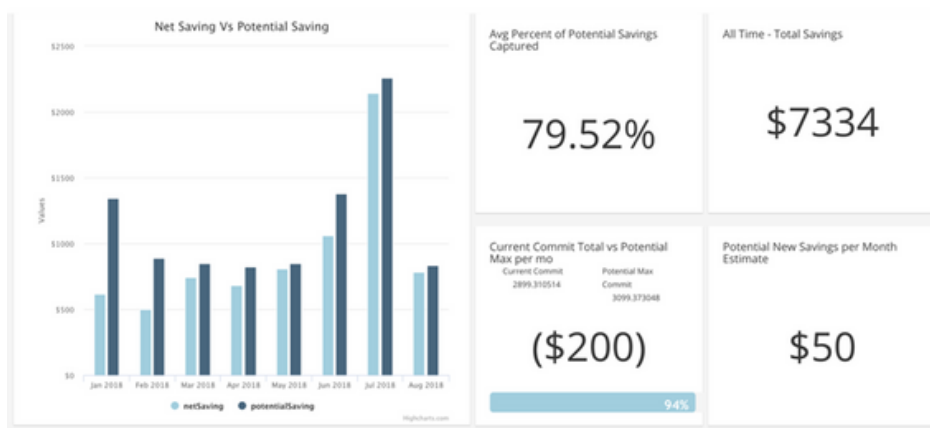 Net Saving Vs Potential Saving
$2500
$2000
$1500
$1000
$500
$0
Values
Jan 2018 Feb 2018 Mar 2018 Apr 2018 May 2018 Jun 2018 Jul 2018 Aug 2018
netSaving potentialSaving
Highcharts.com
Avg Percent of Potential Savings
Captured
79.52%
All Time - Total Savings
$7334
Current Commit Total vs Potential
Max per mo
Current Commit
2899.310514
Potential Max
Commit
3099.373048
($200)
94%
Potential New Savings per Month
Estimate
$50